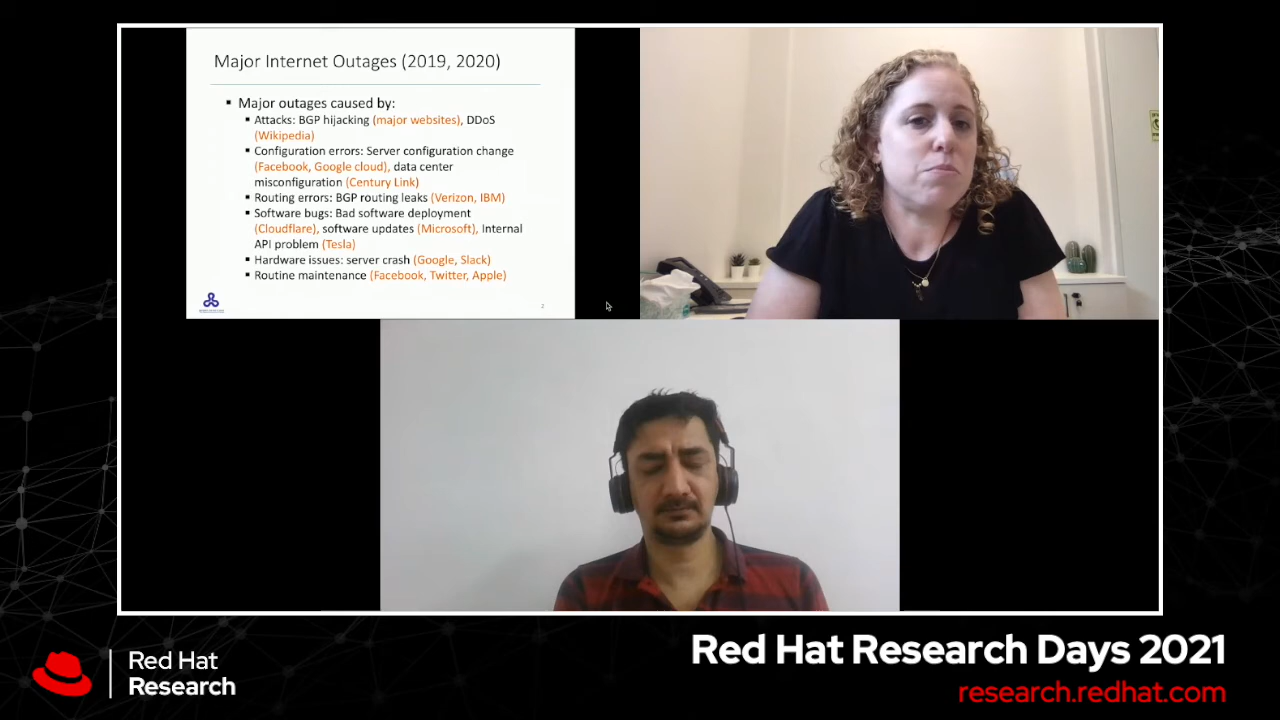 Major Internet Outages (2019, 2020)
▪ Major outages caused by:
▪ Attacks: BGP hijacking (major websites), DDoS
(Wikipedia)
▪ Configuration errors: Server configuration change
(Facebook, Google cloud), data center
misconfiguration (Century Link)
▪ Routing errors: BGP routing leaks (Verizon, IBM)
▪ Software bugs: Bad software deployment
(Cloudflare), software updates (Microsoft), Internal
API problem (Tesla)
▪ Hardware issues: server crash (Google, Slack)
▪ Routine maintenance (Facebook, Twitter, Apple)
2
Red Hat
Research
Red Hat Research Days 2021
research.redhat.com